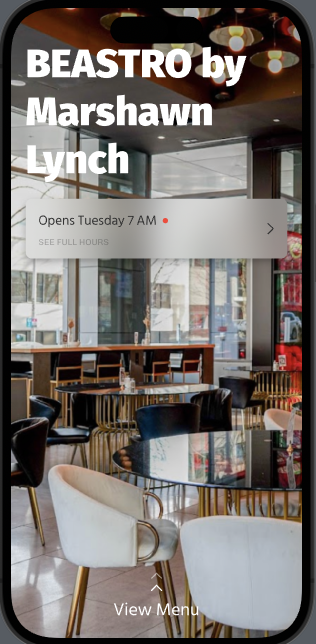 BEASTRO by
Marshawn
Lynch
Opens Tuesday 7 AM
SEE FULL HOURS
View Menu